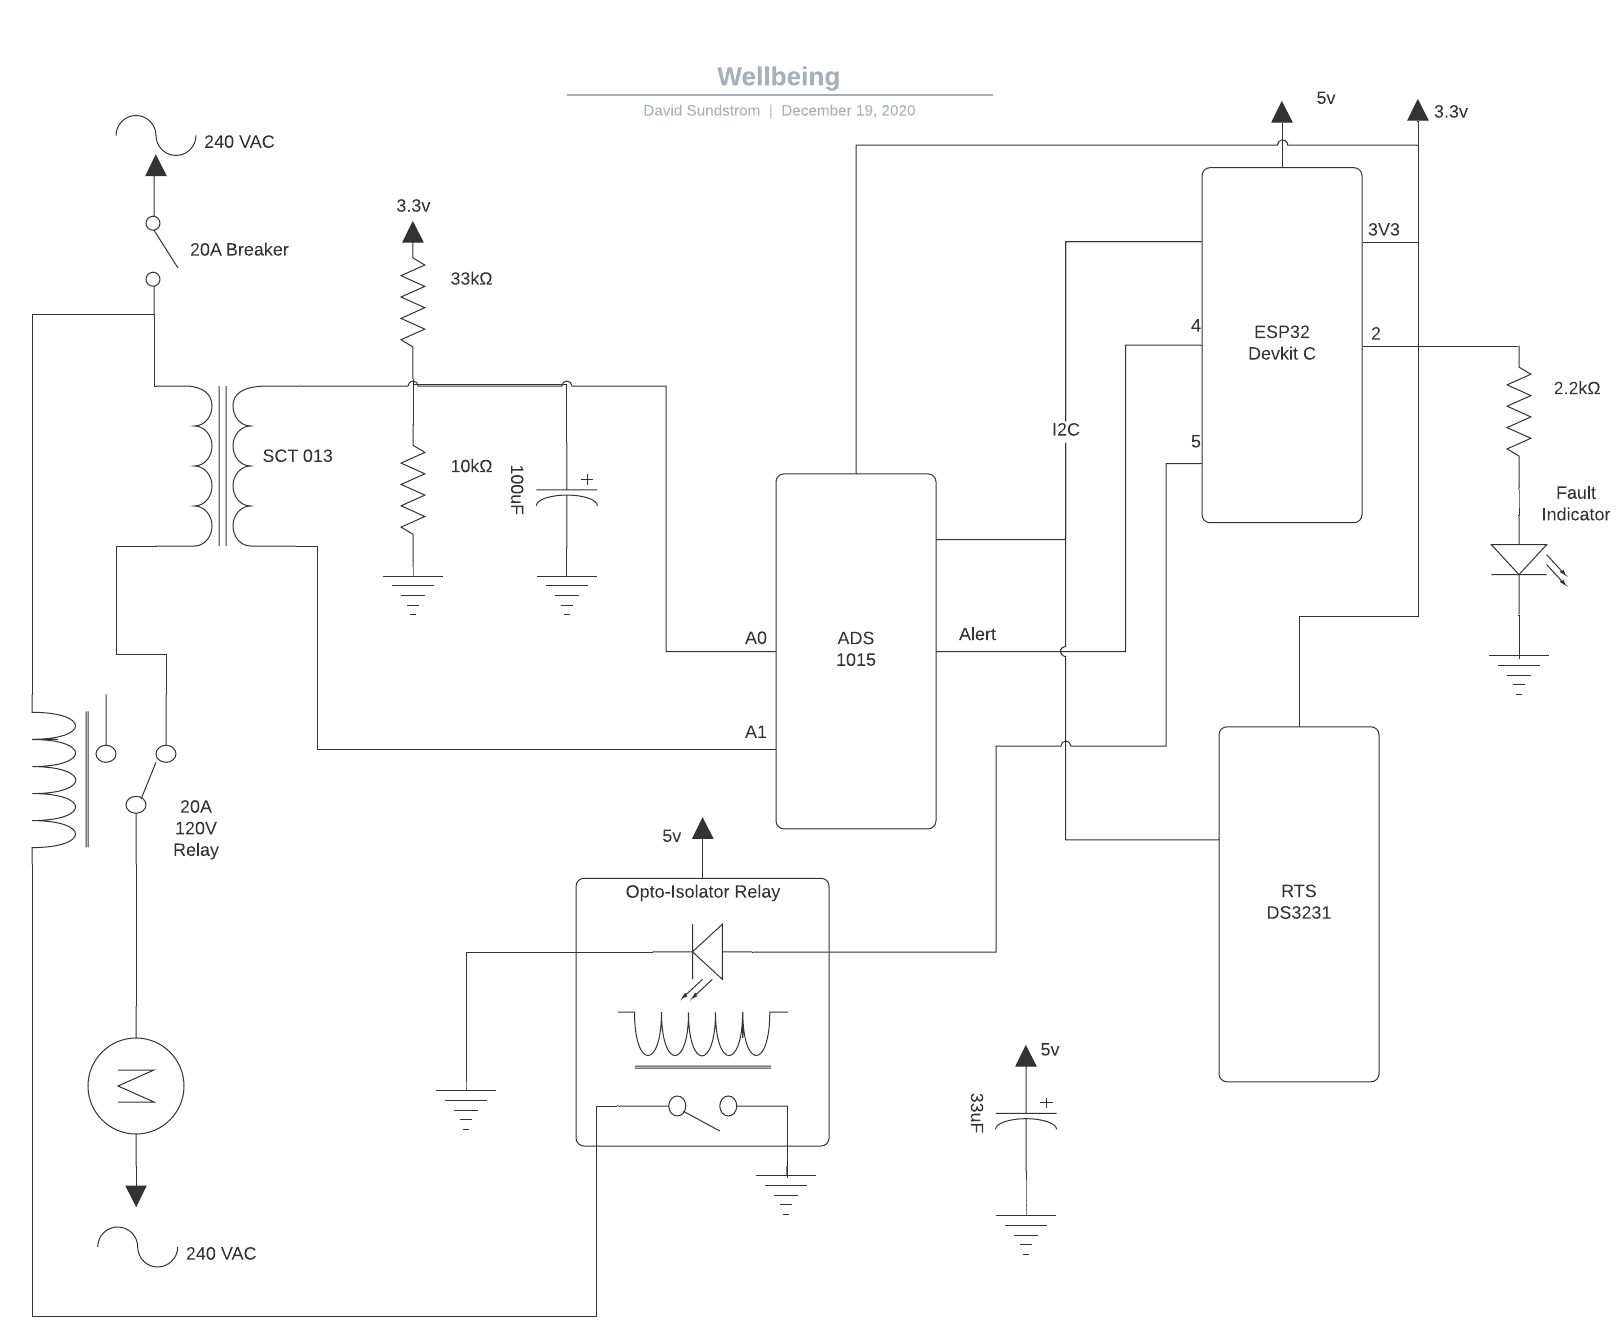 Wellbeing
David Sundstrom | December 19, 2020
5v
3.3v
240 VAC
3.3v
20A Breaker
3V3
33kΩ
4
ESP32
Devkit C
2
2.2kΩ
I2C
5
SCT 013
10kΩ
100uF
Fault
Indicator
A0
ADS
1015
Alert
A1
20A
120V
Relay
5v
Opto-Isolator Relay
RTS
DS3231
5v
33uF
M
240 VAC